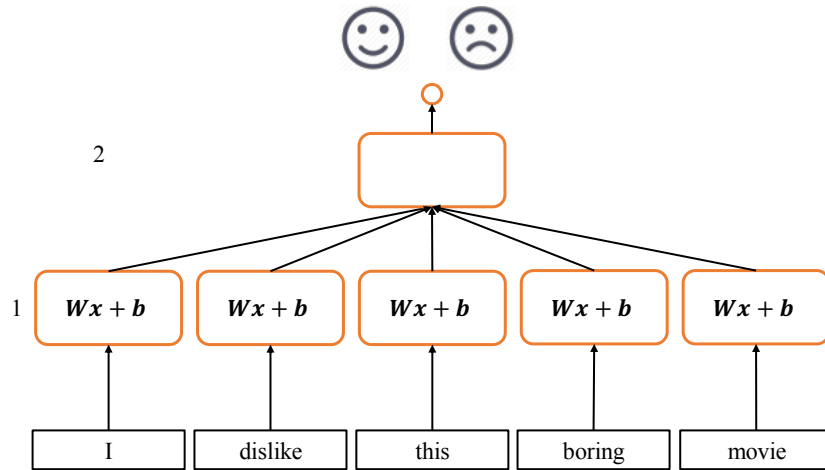 2
1
Wx + b Wx + b Wx + b Wx + b Wx + b
I dislike this boring movie